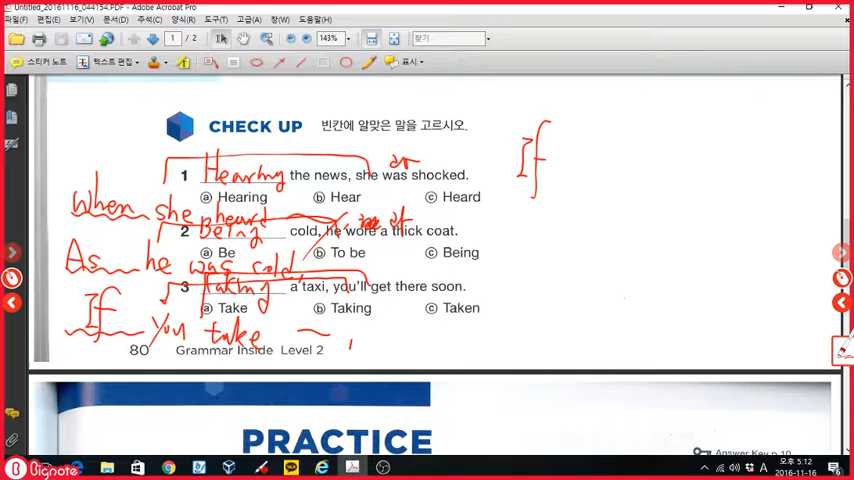 Untitled_20161116_044154.PDF - Adobe Acrobat Pro
파일(F) 편집(E) 보기(V) 문서(D) 주석(C) 양식(R) 도구(T) 고급(A) 창(W) 도움말(H)
1 / 2 143% 찾기
스티커 노트 텍스트 편집 표시
CHECK UP 빈칸에 알맞은 말을 고르시오.
If
1 Hearing the news, she was shocked.
ⓐ Hearing ⓑ Hear ⓒ Heard
When she heard
2 Being cold, he wore a thick coat.
ⓐ Be ⓑ To be ⓒ Being
As he was cold,
3 Taking a taxi, you'll get there soon.
ⓐ Take ⓑ Taking ⓒ Taken
If you take ~ ,
80 Grammar Inside Level 2
PRACTICE
Answer Key p.10
Bignote
A 오후 5:12
2016-11-16